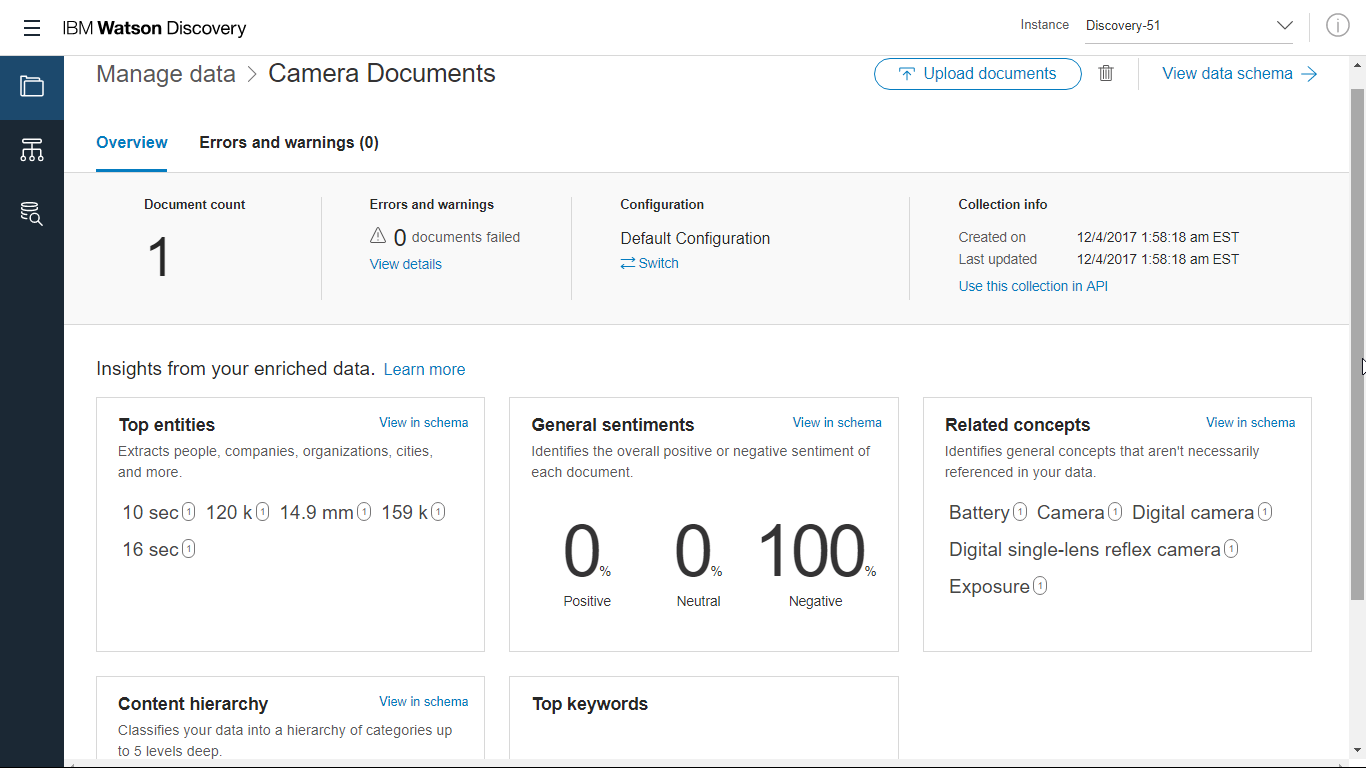 IBM Watson Discovery
Instance Discovery-51
Manage data > Camera Documents
Upload documents
View data schema
Overview
Errors and warnings (0)
Document count
1
Errors and warnings
0 documents failed
View details
Configuration
Default Configuration
Switch
Collection info
Created on 12/4/2017 1:58:18 am EST
Last updated 12/4/2017 1:58:18 am EST
Use this collection in API
Insights from your enriched data. Learn more
Top entities View in schema
Extracts people, companies, organizations, cities,
and more.
10 sec 1 120 k 1 14.9 mm 1 159 k 1
16 sec 1
General sentiments View in schema
Identifies the overall positive or negative sentiment of
each document.
0% 0% 100%
Positive Neutral Negative
Related concepts View in schema
Identifies general concepts that aren't necessarily
referenced in your data.
Battery 1 Camera 1 Digital camera 1
Digital single-lens reflex camera 1
Exposure 1
Content hierarchy View in schema
Classifies your data into a hierarchy of categories up
to 5 levels deep.
Top keywords